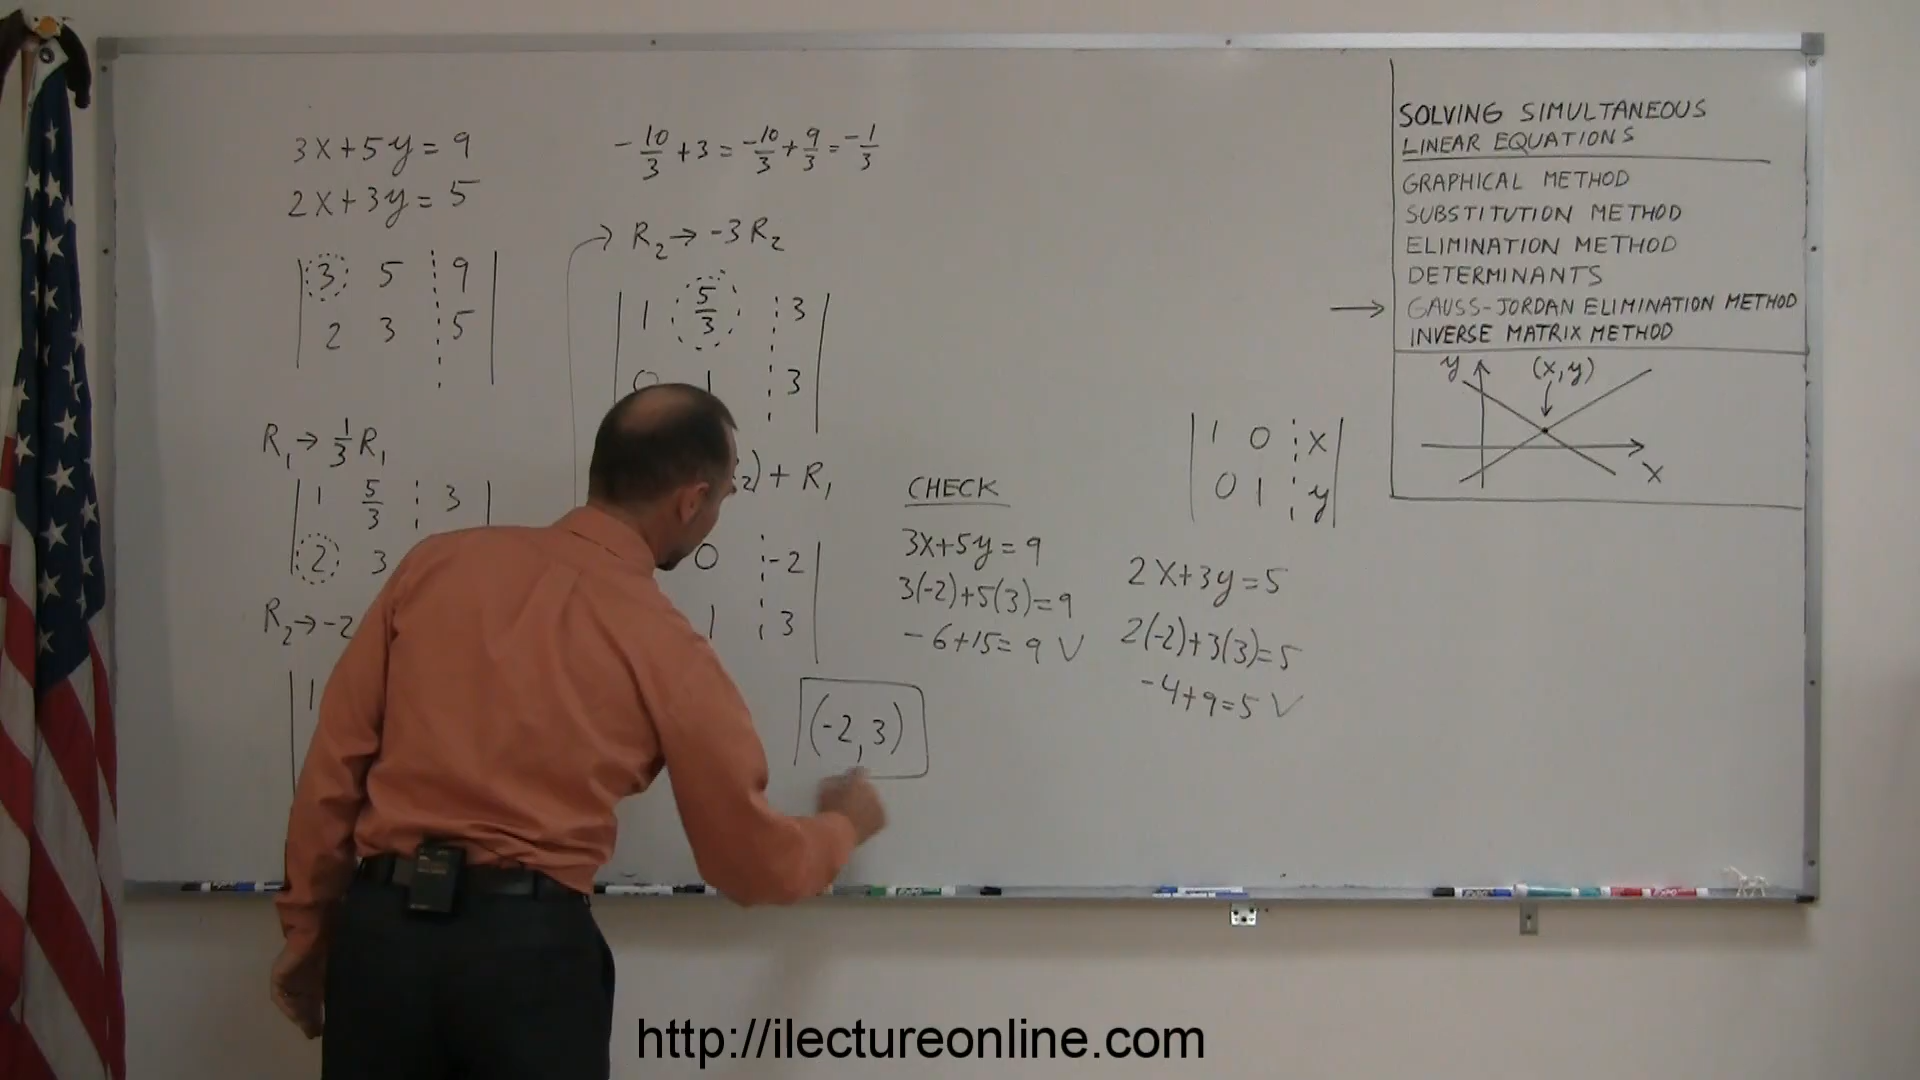 3x+5y=9
2x+3y=5
3 5 9
2 3 5
R₁→1/3 R₁
1 5/3 3
2 3
R₂→-2
1
-10/3+3=-10/3+9/3=-1/3
R₂→-3R₂
1 5/3 3
0 1 3
2)+R₁
0 -2
1 3
(-2,3)
CHECK
3x+5y=9
3(-2)+5(3)=9
-6+15=9 √
2x+3y=5
2(-2)+3(3)=5
-4+9=5 √
1 0 x
0 1 y
SOLVING SIMULTANEOUS
LINEAR EQUATIONS
GRAPHICAL METHOD
SUBSTITUTION METHOD
ELIMINATION METHOD
DETERMINANTS
→ GAUSS-JORDAN ELIMINATION METHOD
INVERSE MATRIX METHOD
y (x,y)
x
http://ilectureonline.com